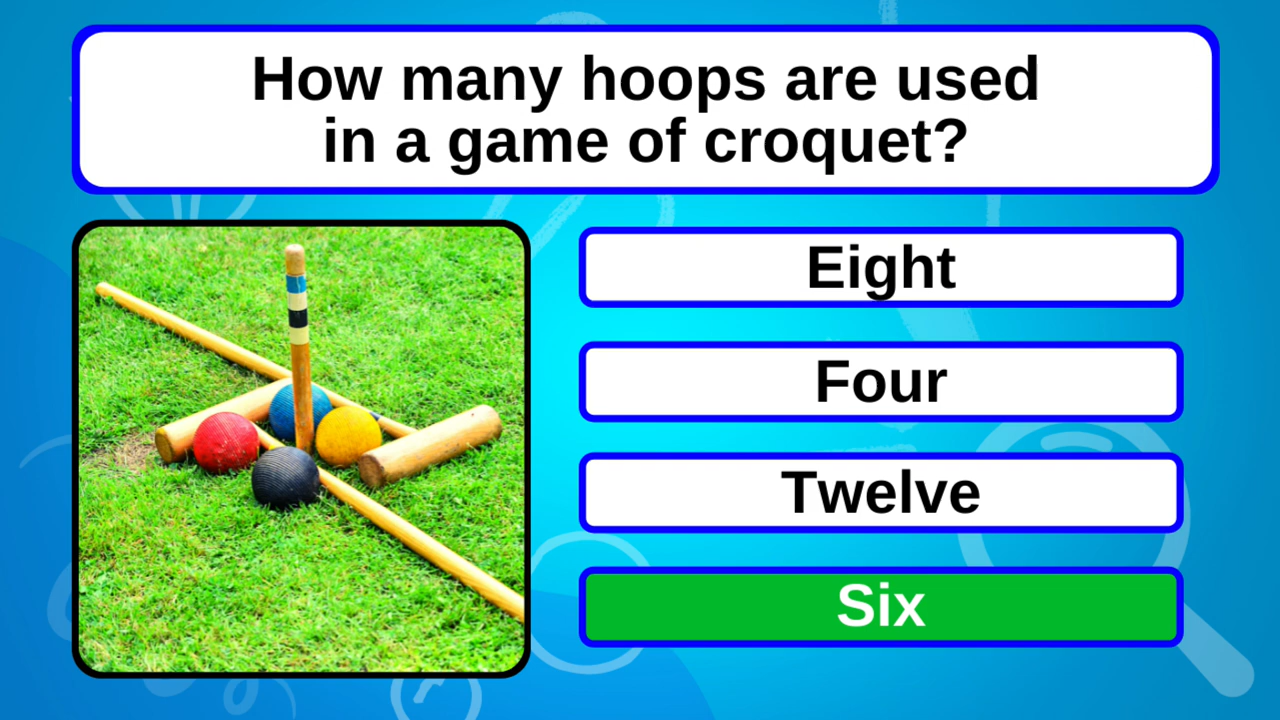 How many hoops are used
in a game of croquet?
Eight
Four
Twelve
Six